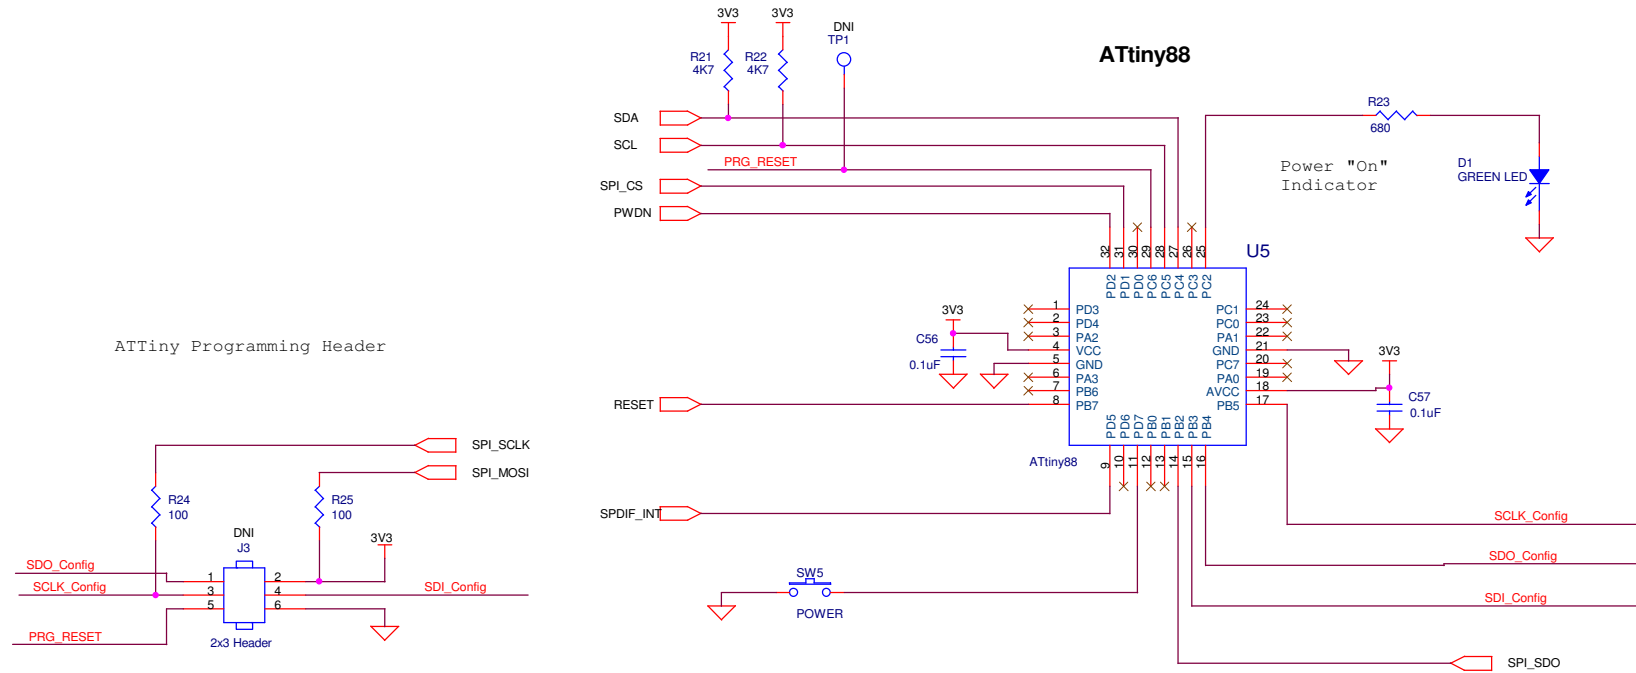 3V3
3V3
DNI
TP1
ATtiny88
R21
4K7
R22
4K7
R23
680
SDA
SCL
PRG_RESET
SPI_CS
PWDN
Power "On"
Indicator
D1
GREEN LED
U5
32 31 30 29 28 27 26 25
PD2 PD1 PD0 PC6 PC5 PC4 PC3 PC2
1 PD3
2 PD4
3 PA2
4 VCC
5 GND
6 PA3
7 PB6
8 PB7
PC1 24
PC0 23
PA1 22
GND 21
PC7 20
PA0 19
AVCC 18
PB5 17
PD5 PD6 PD7 PB0 PB1 PB2 PB3 PB4
9 10 11 12 13 14 15 16
ATtiny88
3V3
C56
0.1uF
3V3
C57
0.1uF
RESET
SPDIF_INT
SW5
POWER
SCLK_Config
SDO_Config
SDI_Config
SPI_SDO
ATTiny Programming Header
SPI_SCLK
SPI_MOSI
R24
100
R25
100
DNI
J3
3V3
SDO_Config
SCLK_Config
PRG_RESET
1 2
3 4
5 6
SDI_Config
2x3 Header